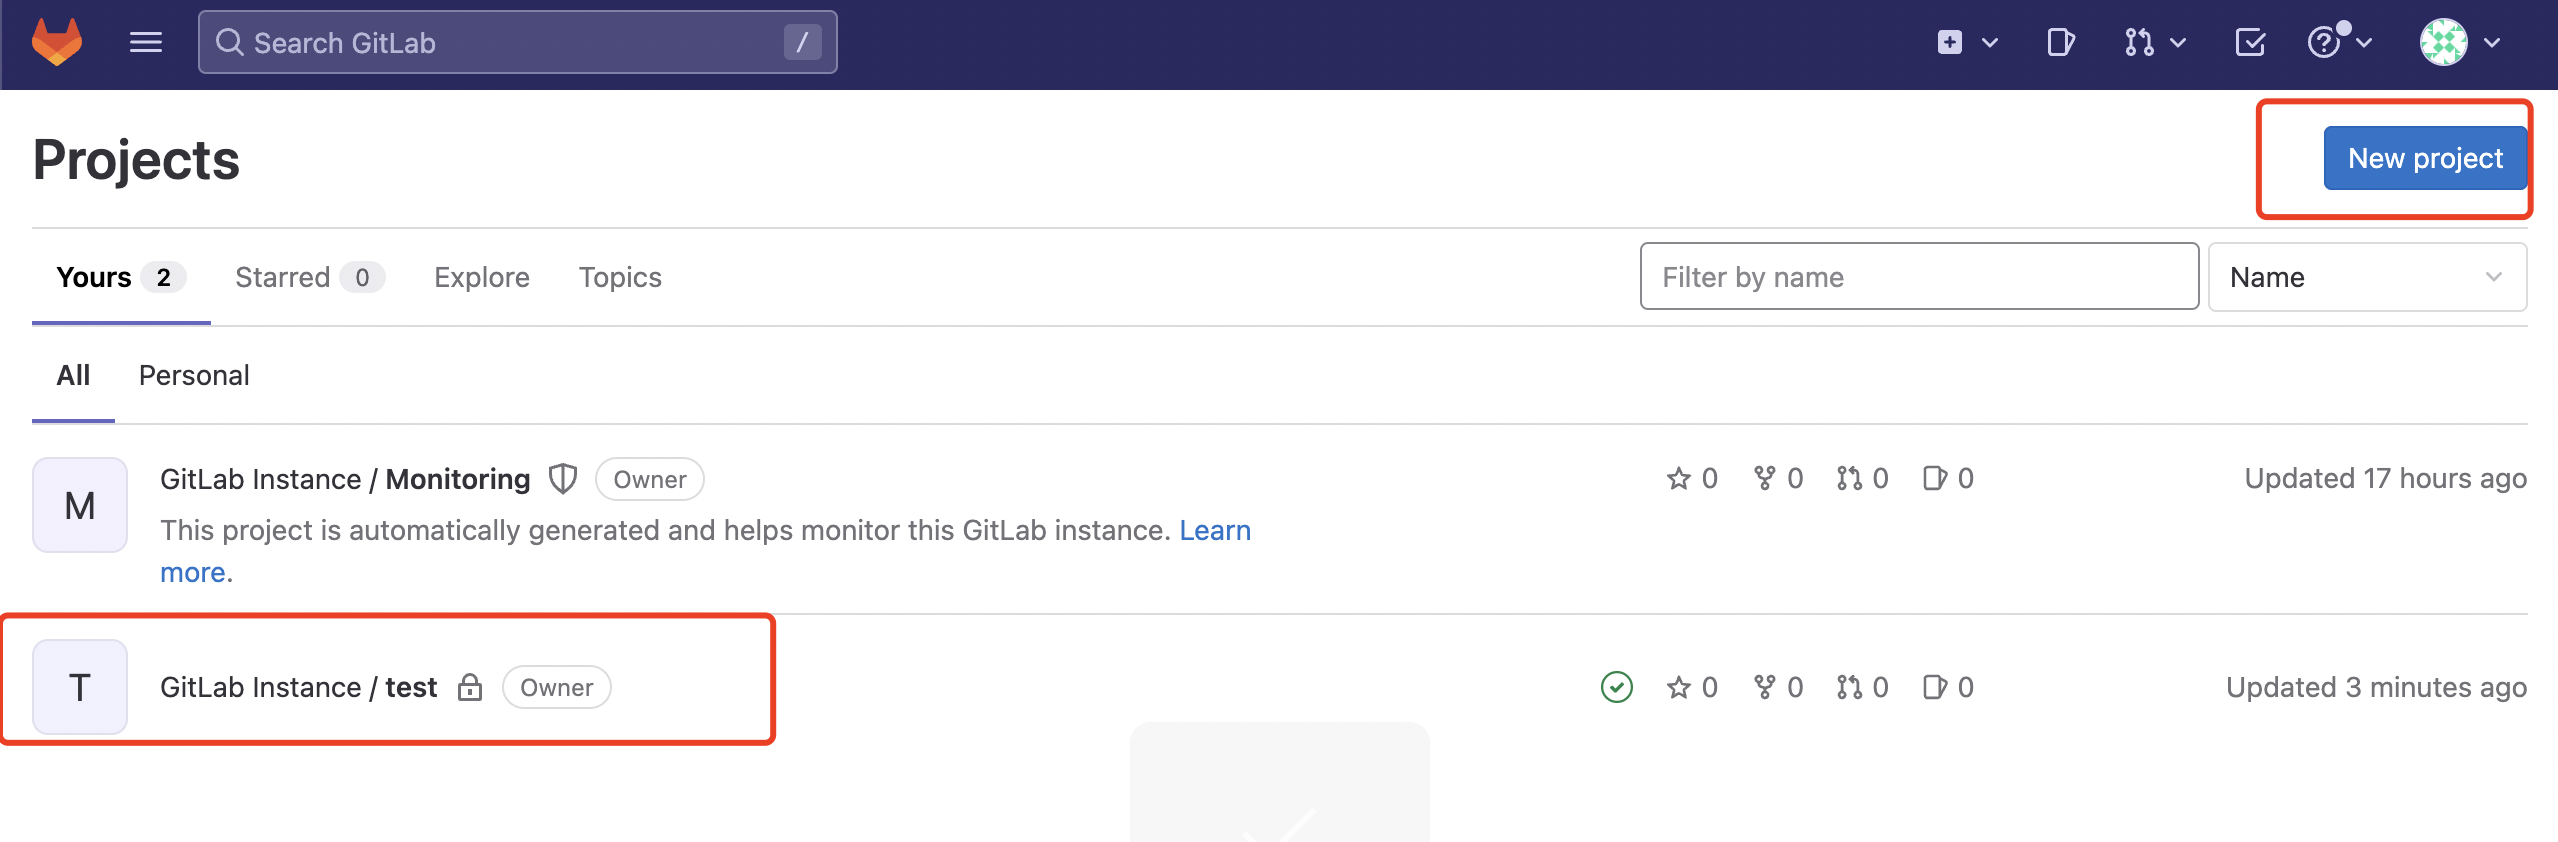 Search GitLab /
Projects
New project
Yours 2 Starred 0 Explore Topics Filter by name Name
All Personal
M GitLab Instance / Monitoring Owner 0 0 0 0 Updated 17 hours ago
This project is automatically generated and helps monitor this GitLab instance. Learn
more.
T GitLab Instance / test Owner 0 0 0 0 Updated 3 minutes ago